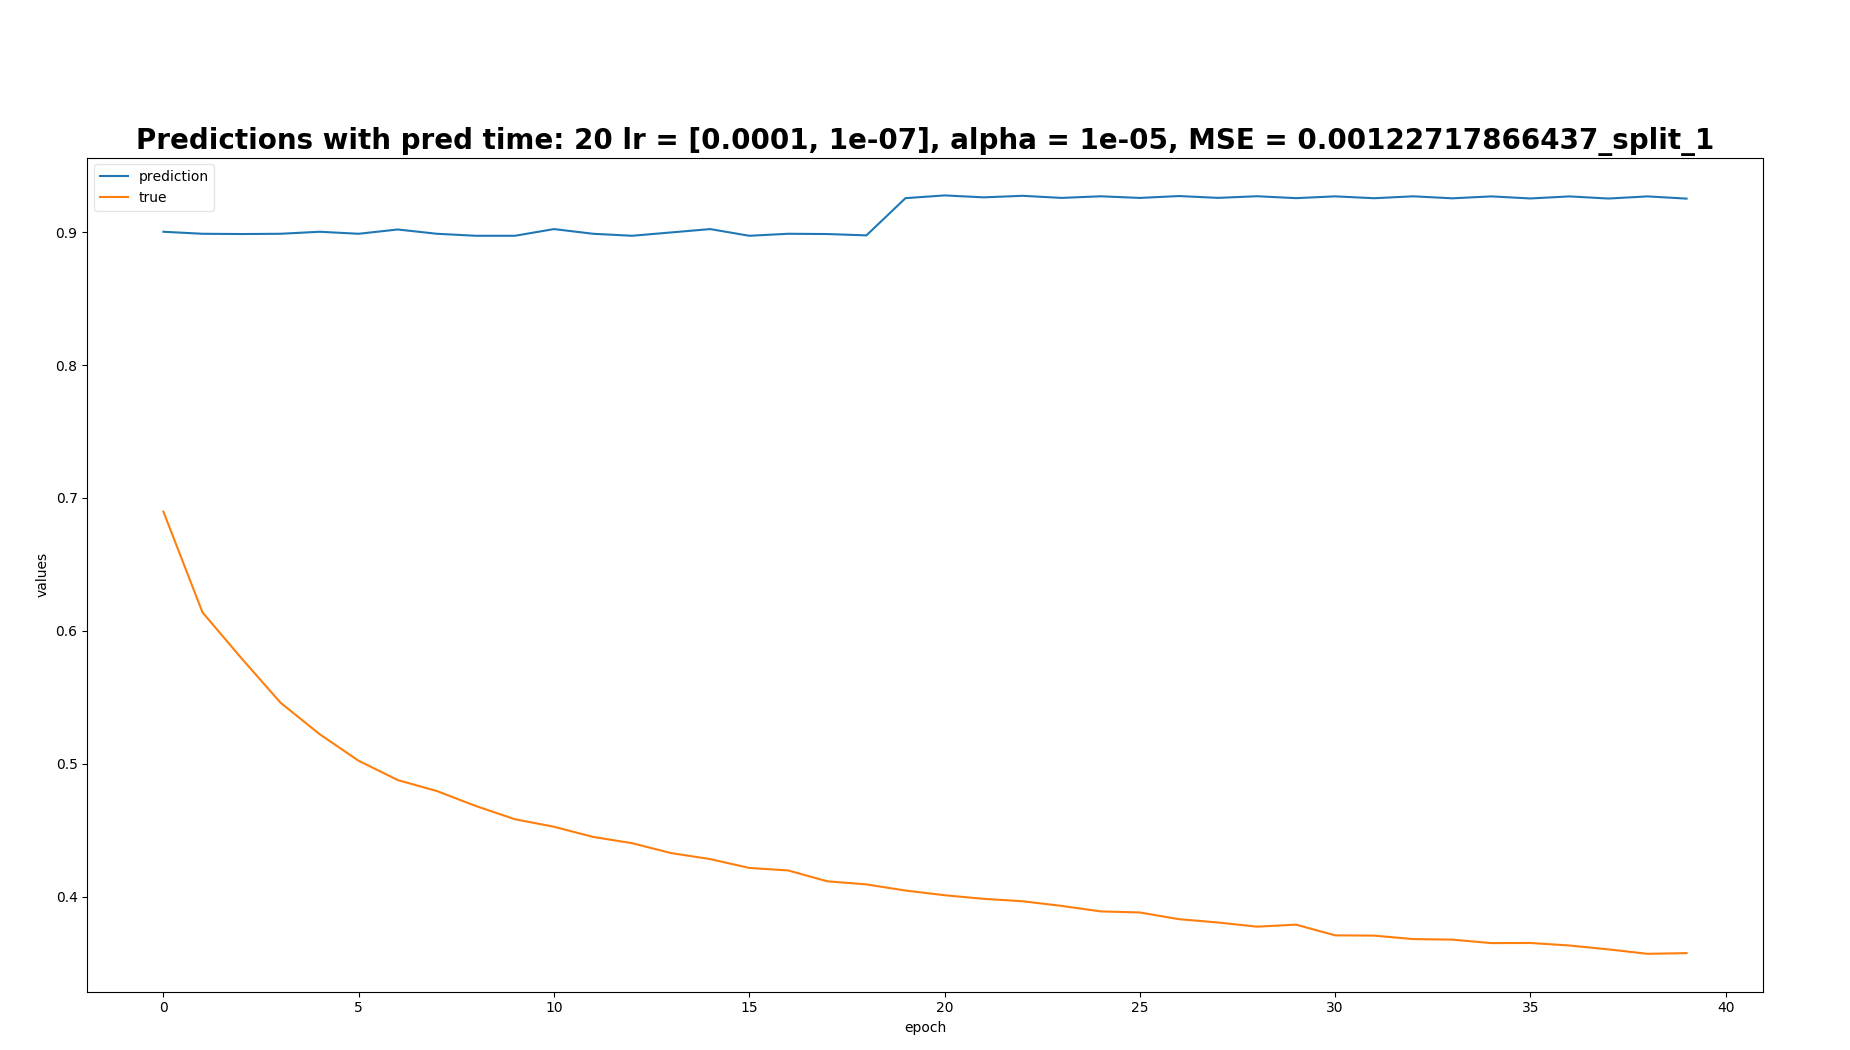 Predictions with pred time: 20 lr = [0.0001, 1e-07], alpha = 1e-05, MSE = 0.00122717866437_split_1
prediction
true
0.9
0.8
0.7
0.6
0.5
0.4
values
0 5 10 15 20 25 30 35 40
epoch